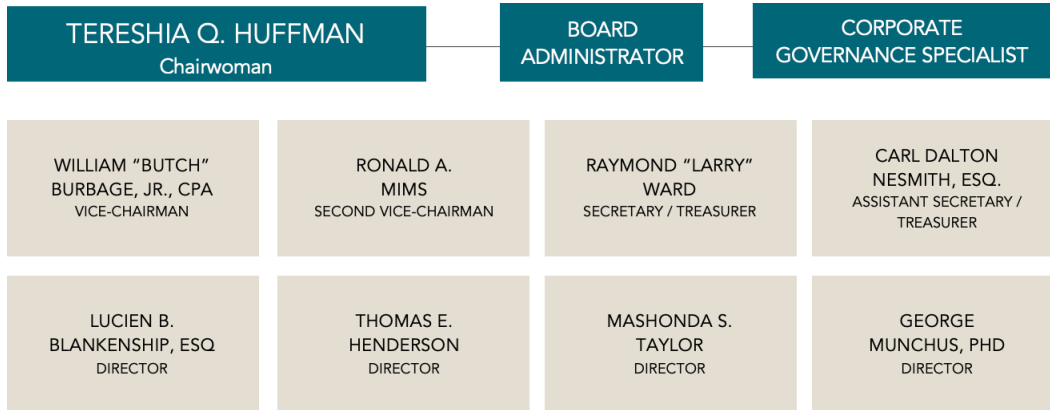 TERESHIA Q. HUFFMAN
Chairwoman
BOARD
ADMINISTRATOR
CORPORATE
GOVERNANCE SPECIALIST
WILLIAM “BUTCH”
BURBAGE, JR., CPA
VICE-CHAIRMAN
RONALD A.
MIMS
SECOND VICE-CHAIRMAN
RAYMOND “LARRY”
WARD
SECRETARY / TREASURER
CARL DALTON
NESMITH, ESQ.
ASSISTANT SECRETARY /
TREASURER
LUCIEN B.
BLANKENSHIP, ESQ
DIRECTOR
THOMAS E.
HENDERSON
DIRECTOR
MASHONDA S.
TAYLOR
DIRECTOR
GEORGE
MUNCHUS, PHD
DIRECTOR